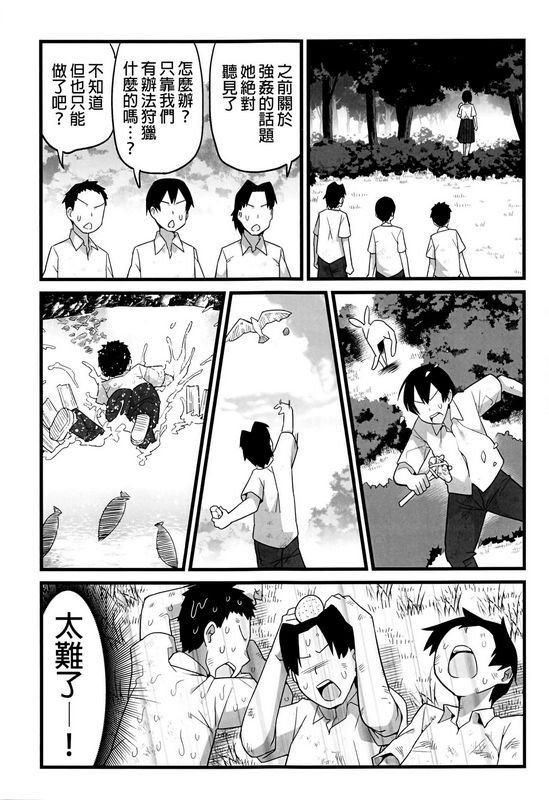 之前關於
強姦的話題
她絕對
聽見了
怎麼辦？
只靠我們
有辦法狩獵
什麼的嗎…？
不知道
但也只能
做了吧？
太難了—！